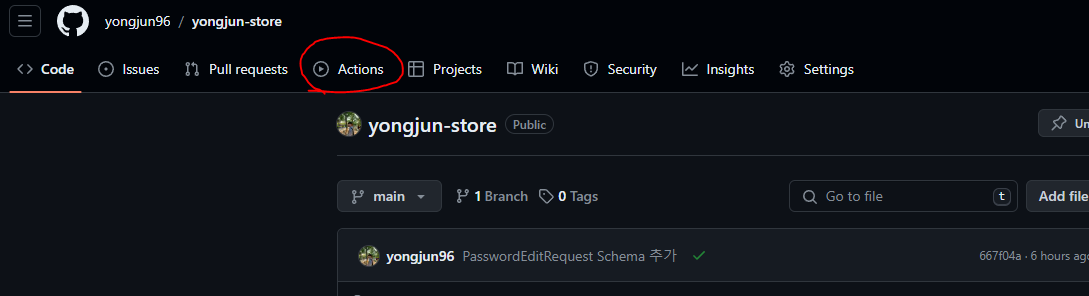 yongjun96 / yongjun-store
Code Issues Pull requests Actions Projects Wiki Security Insights Settings
yongjun-store Public
main 1 Branch 0 Tags Go to file t Add file
yongjun96 PasswordEditRequest Schema 추가 667f04a · 6 hours ago